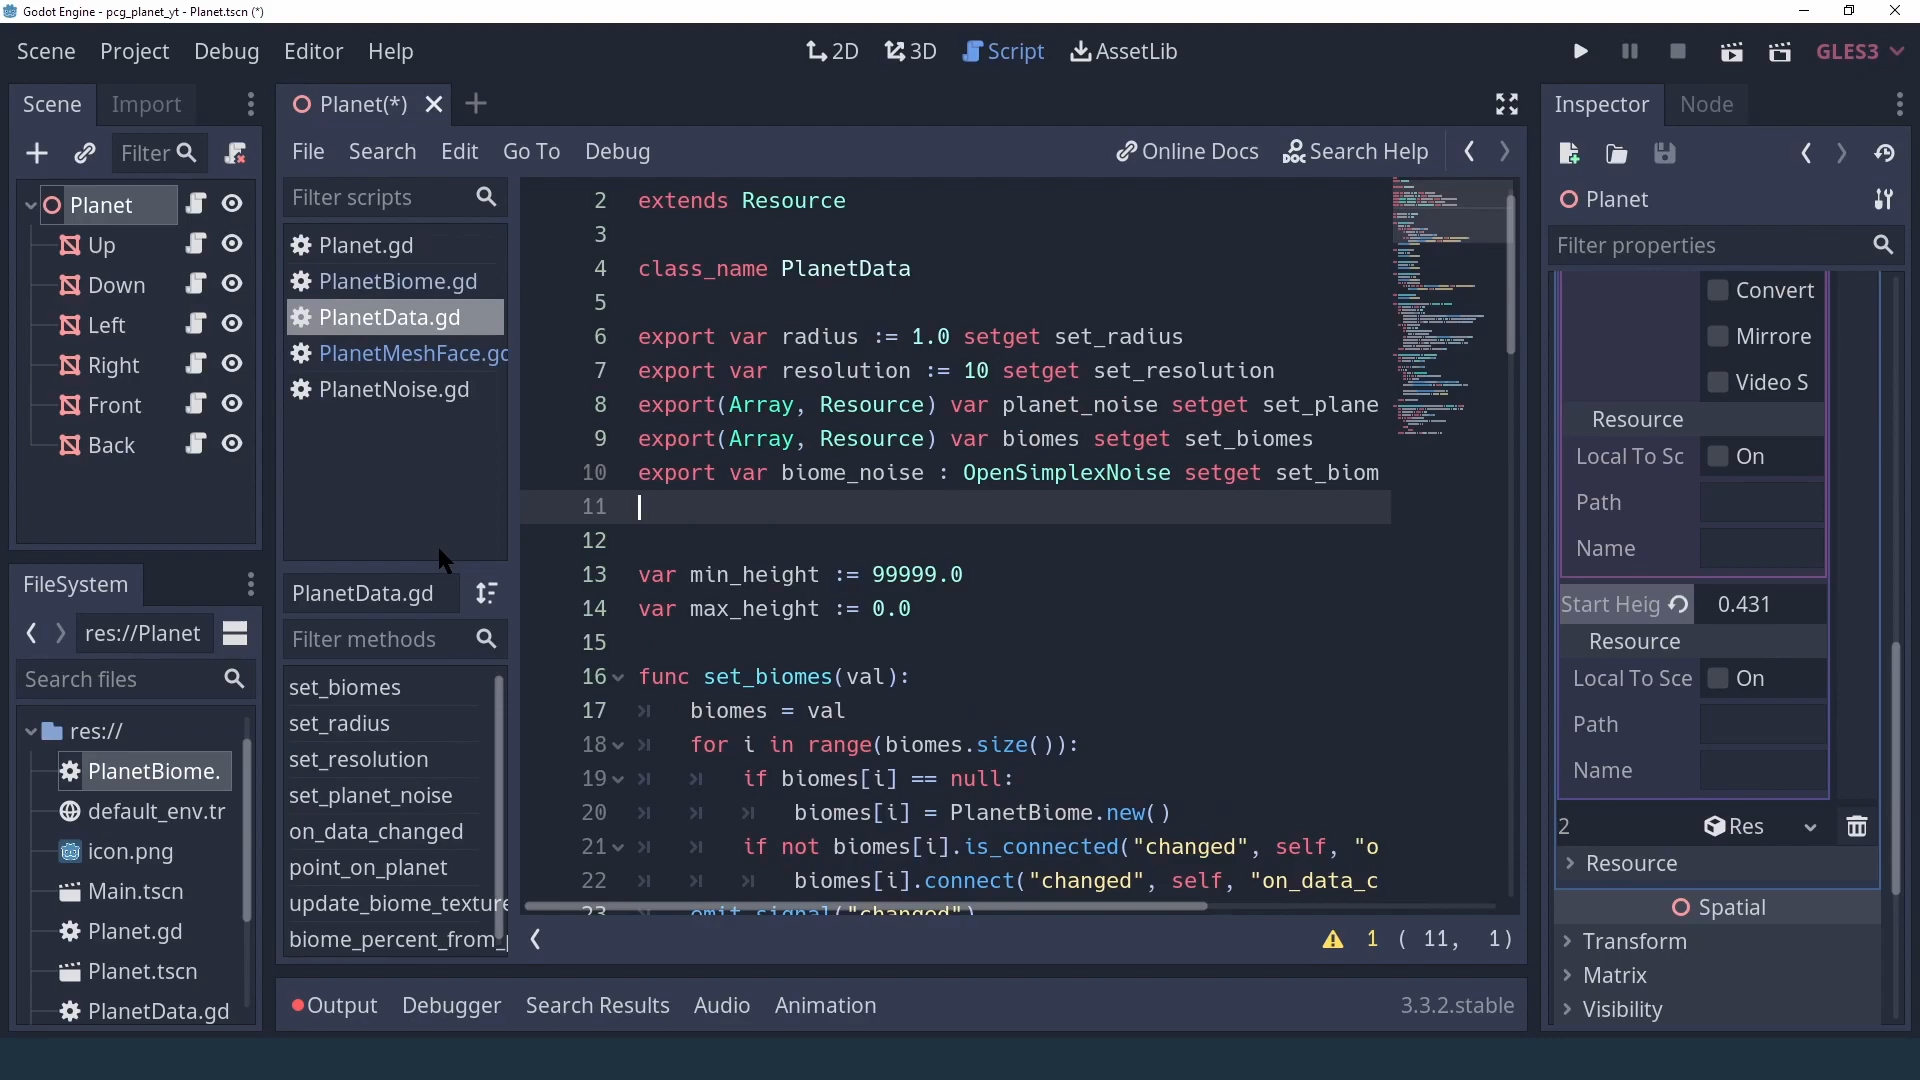 Godot Engine - pcg_planet_yt - Planet.tscn (*)
Scene Project Debug Editor Help
2D 3D Script AssetLib
GLES3
Scene Import
Filter
Planet
Up
Down
Left
Right
Front
Back
FileSystem
res://Planet
Search files
res://
PlanetBiome.
default_env.tr
icon.png
Main.tscn
Planet.gd
Planet.tscn
PlanetData.gd
Planet(*)
File Search Edit Go To Debug
Online Docs Search Help
Filter scripts
Planet.gd
PlanetBiome.gd
PlanetData.gd
PlanetMeshFace.gd
PlanetNoise.gd
PlanetData.gd
Filter methods
set_biomes
set_radius
set_resolution
set_planet_noise
on_data_changed
point_on_planet
update_biome_texture
biome_percent_from_p
2 extends Resource
3
4 class_name PlanetData
5
6 export var radius := 1.0 setget set_radius
7 export var resolution := 10 setget set_resolution
8 export(Array, Resource) var planet_noise setget set_plane
9 export(Array, Resource) var biomes setget set_biomes
10 export var biome_noise : OpenSimplexNoise setget set_biom
11
12
13 var min_height := 99999.0
14 var max_height := 0.0
15
16 func set_biomes(val):
17 biomes = val
18 for i in range(biomes.size()):
19 if biomes[i] == null:
20 biomes[i] = PlanetBiome.new()
21 if not biomes[i].is_connected("changed", self, "o
22 biomes[i].connect("changed", self, "on_data_c
23 emit_signal("changed")
1 ( 11, 1)
Output Debugger Search Results Audio Animation
3.3.2.stable
Inspector Node
Planet
Filter properties
Convert
Mirrore
Video S
Resource
Local To Sc On
Path
Name
Start Heig 0.431
Resource
Local To Sce On
Path
Name
2 Res
Resource
Spatial
Transform
Matrix
Visibility